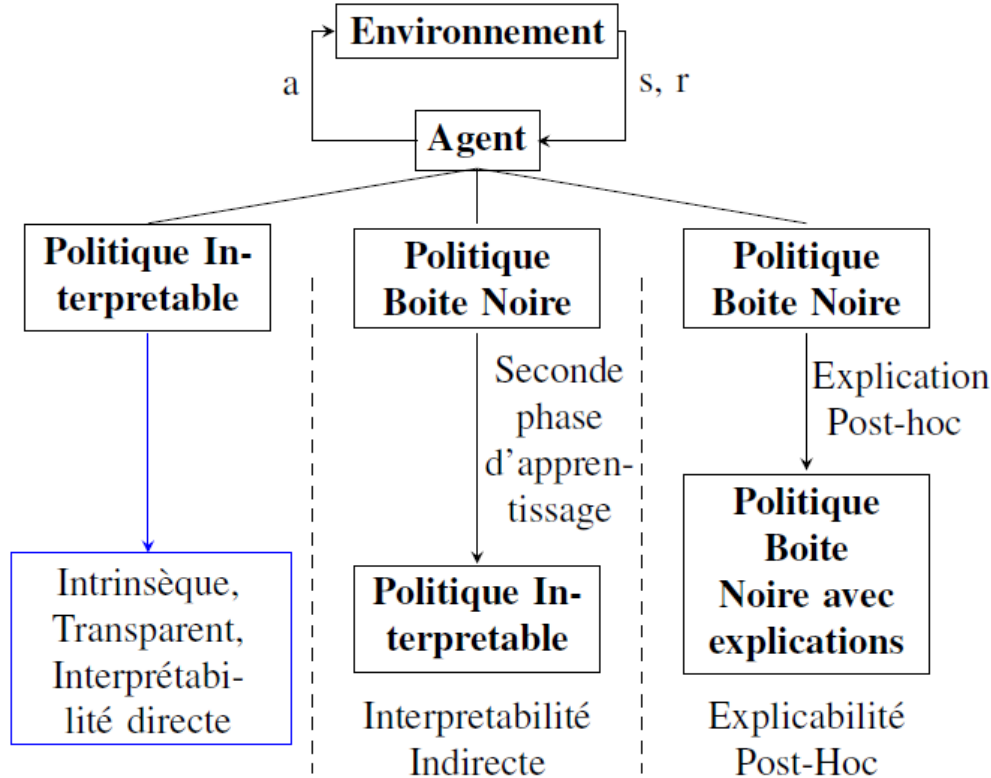 Environnement
a
s, r
Agent
Politique In-
terpretable
Politique
Boite Noire
Politique
Boite Noire
Seconde
phase
d'appren-
tissage
Explication
Post-hoc
Intrinsèque,
Transparent,
Interprétabi-
lité directe
Politique In-
terpretable
Politique
Boite
Noire avec
explications
Interpretabilité
Indirecte
Explicabilité
Post-Hoc